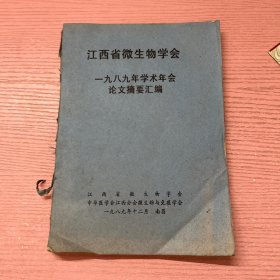 江西省微生物学会
一九八九年学术年会
论文摘要汇编
江西省微生物学会
中华医学会江西分会微生物与免疫学会
一九八九年十二月 南昌